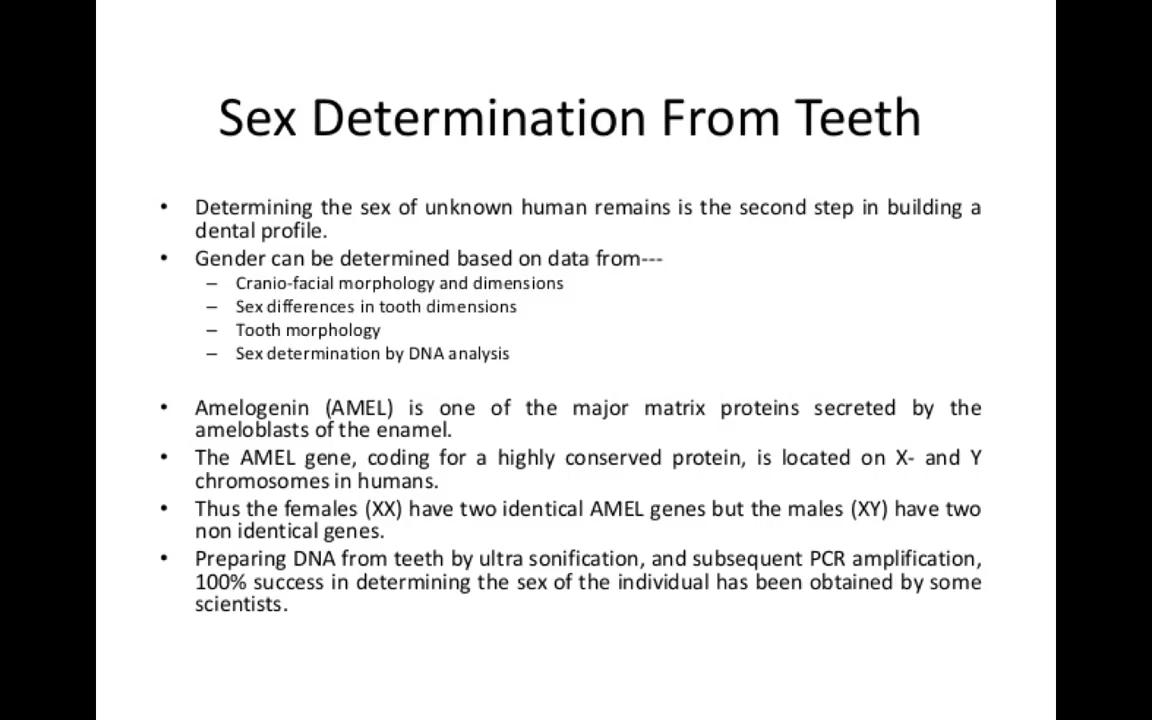 Sex Determination From Teeth
• Determining the sex of unknown human remains is the second step in building a
dental profile.
• Gender can be determined based on data from---
– Cranio-facial morphology and dimensions
– Sex differences in tooth dimensions
– Tooth morphology
– Sex determination by DNA analysis
• Amelogenin (AMEL) is one of the major matrix proteins secreted by the
ameloblasts of the enamel.
• The AMEL gene, coding for a highly conserved protein, is located on X- and Y
chromosomes in humans.
• Thus the females (XX) have two identical AMEL genes but the males (XY) have two
non identical genes.
• Preparing DNA from teeth by ultra sonification, and subsequent PCR amplification,
100% success in determining the sex of the individual has been obtained by some
scientists.